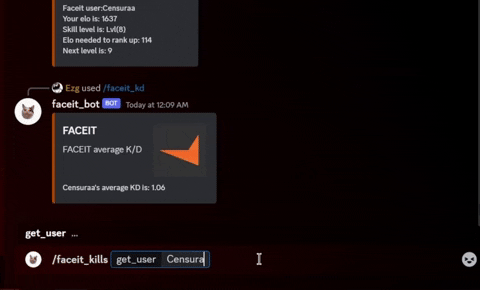 Faceit user:Censuraa
Your elo is: 1637
Skill level is: Lvl(8)
Elo needed to rank up: 114
Next level is: 9
Ezg used /faceit_kd
faceit_bot BOT Today at 12:09 AM
FACEIT
FACEIT average K/D
Censuraa's average KD is: 1.06
get_user ...
/faceit_kills get_user Censura